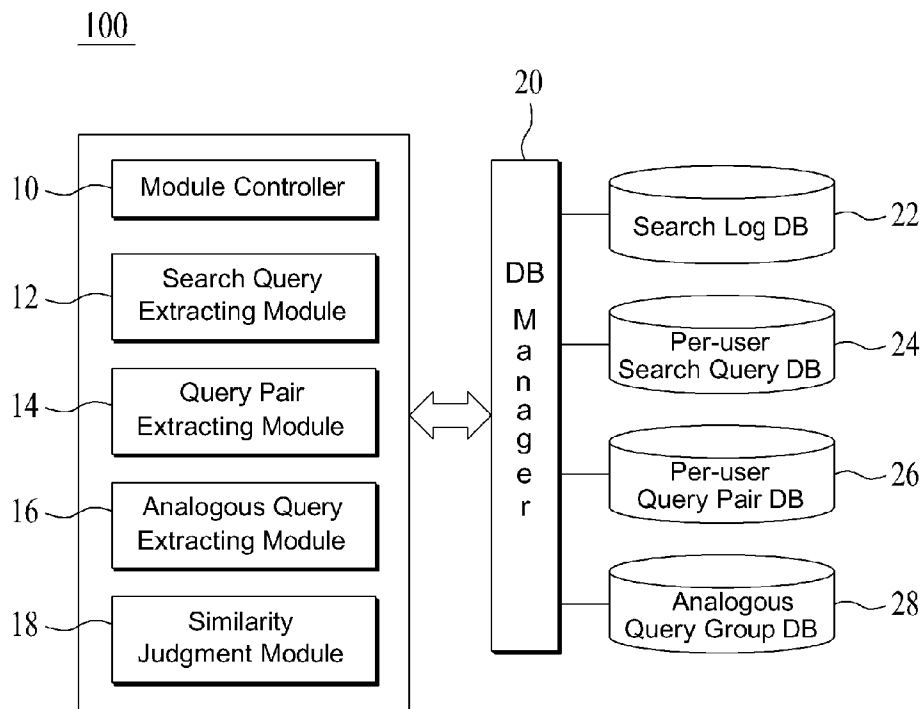 100
20
10
Module Controller
12
Search Query
Extracting Module
14
Query Pair
Extracting Module
16
Analogous Query
Extracting Module
18
Similarity
Judgment Module
DB
M
a
n
a
g
e
r
Search Log DB
22
Per-user
Search Query DB
24
Per-user
Query Pair DB
26
Analogous
Query Group DB
28